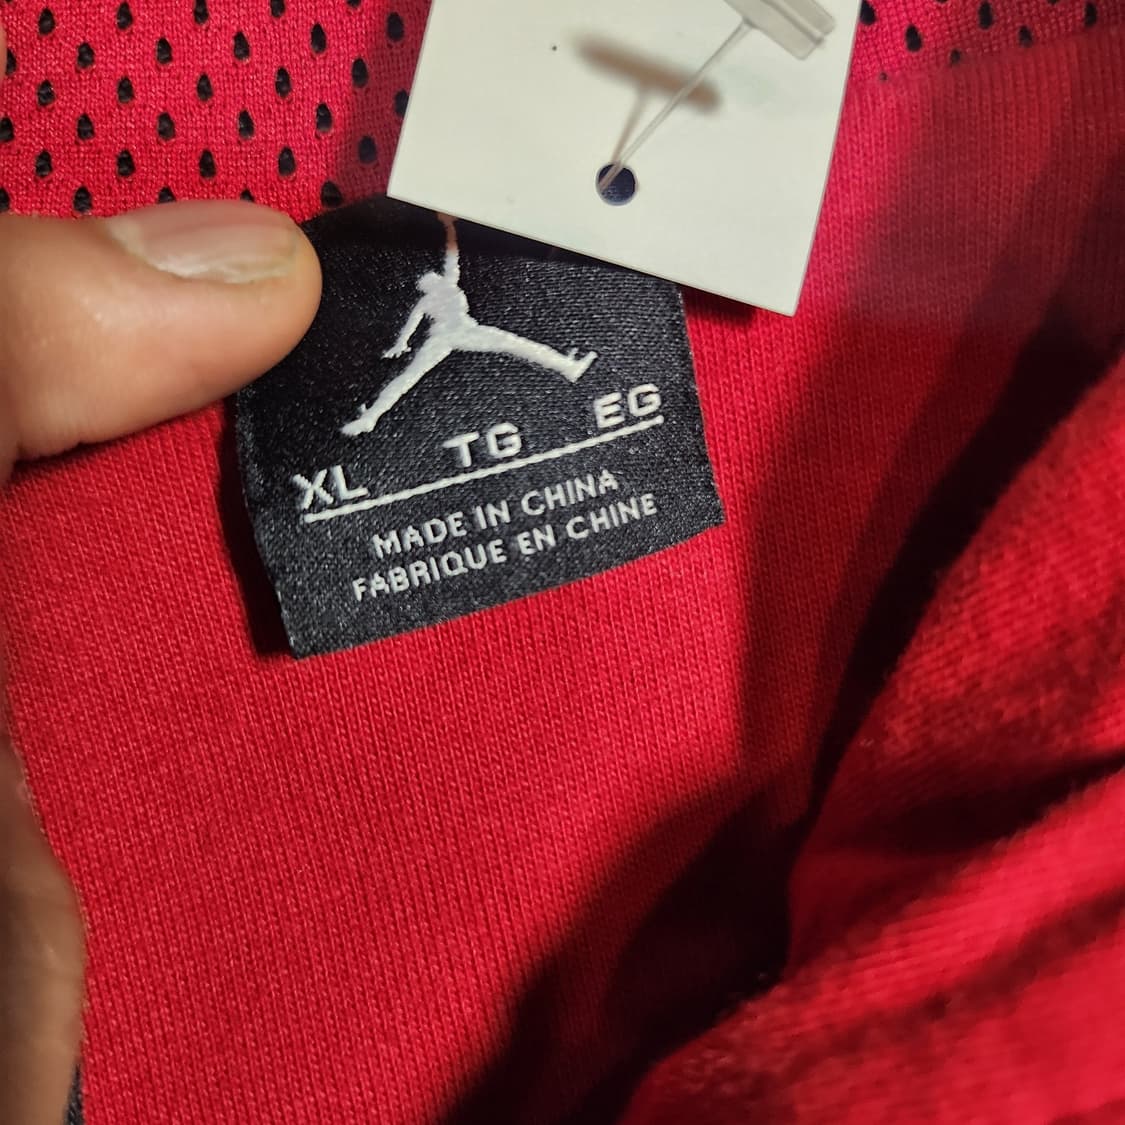 XL TG EG
MADE IN CHINA
FABRIQUE EN CHINE